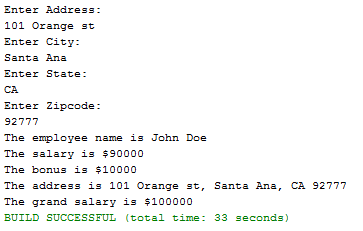 Enter Address:
101 Orange st
Enter City:
Santa Ana
Enter State:
CA
Enter Zipcode:
92777
The employee name is John Doe
The salary is $90000
The bonus is $10000
The address is 101 Orange st, Santa Ana, CA 92777
The grand salary is $100000
BUILD SUCCESSFUL (total time: 33 seconds)